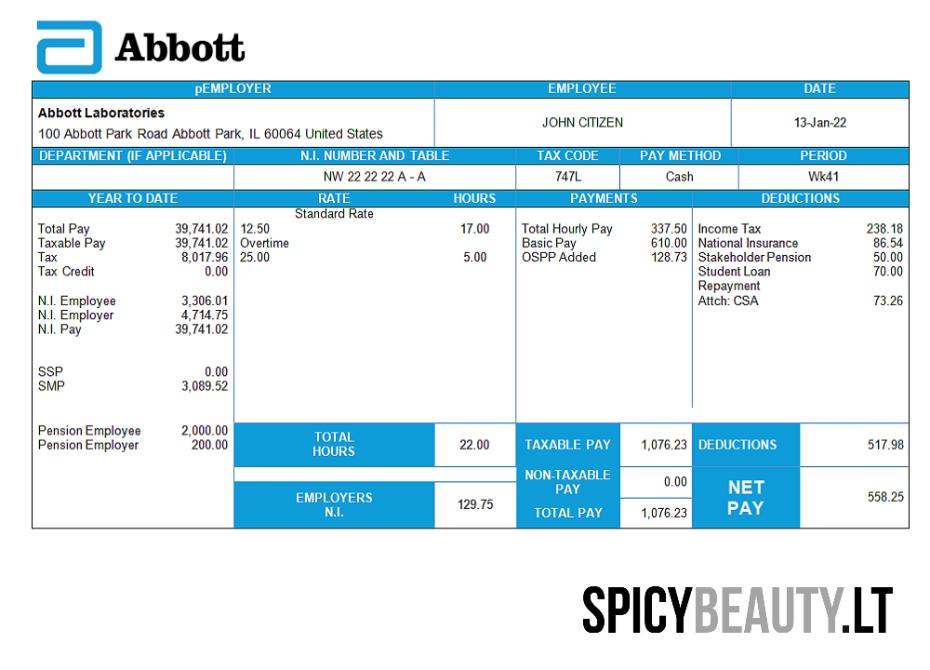 Abbott
pEMPLOYER EMPLOYEE DATE
Abbott Laboratories
100 Abbott Park Road Abbott Park, IL 60064 United States
JOHN CITIZEN
13-Jan-22
DEPARTMENT (IF APPLICABLE) N.I. NUMBER AND TABLE TAX CODE PAY METHOD PERIOD
NW 22 22 22 A - A 747L Cash Wk41
YEAR TO DATE RATE HOURS PAYMENTS DEDUCTIONS
Standard Rate
Total Pay 39,741.02 12.50 17.00 Total Hourly Pay 337.50 Income Tax 238.18
Taxable Pay 39,741.02 Overtime Basic Pay 610.00 National Insurance 86.54
Tax 8,017.96 25.00 5.00 OSPP Added 128.73 Stakeholder Pension 50.00
Tax Credit 0.00 Student Loan 70.00
Repayment
N.I. Employee 3,306.01 Attch: CSA 73.26
N.I. Employer 4,714.75
N.I. Pay 39,741.02
SSP 0.00
SMP 3,089.52
Pension Employee 2,000.00
Pension Employer 200.00
TOTAL
HOURS
22.00
TAXABLE PAY 1,076.23
DEDUCTIONS 517.98
NON-TAXABLE
PAY
0.00
EMPLOYERS
N.I.
129.75
TOTAL PAY 1,076.23
NET
PAY
558.25
SPICYBEAUTY.LT